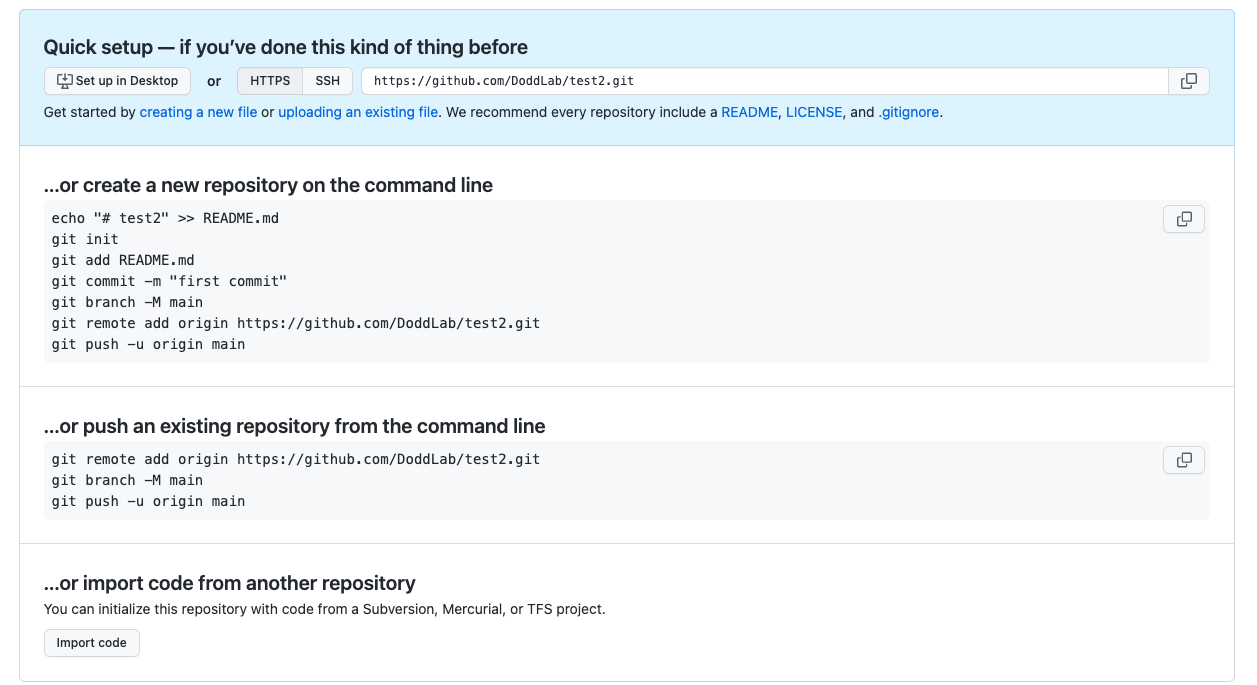 Quick setup — if you’ve done this kind of thing before
Set up in Desktop or HTTPS SSH https://github.com/DoddLab/test2.git
Get started by creating a new file or uploading an existing file. We recommend every repository include a README, LICENSE, and .gitignore.
...or create a new repository on the command line
echo "# test2" >> README.md
git init
git add README.md
git commit -m "first commit"
git branch -M main
git remote add origin https://github.com/DoddLab/test2.git
git push -u origin main
...or push an existing repository from the command line
git remote add origin https://github.com/DoddLab/test2.git
git branch -M main
git push -u origin main
...or import code from another repository
You can initialize this repository with code from a Subversion, Mercurial, or TFS project.
Import code